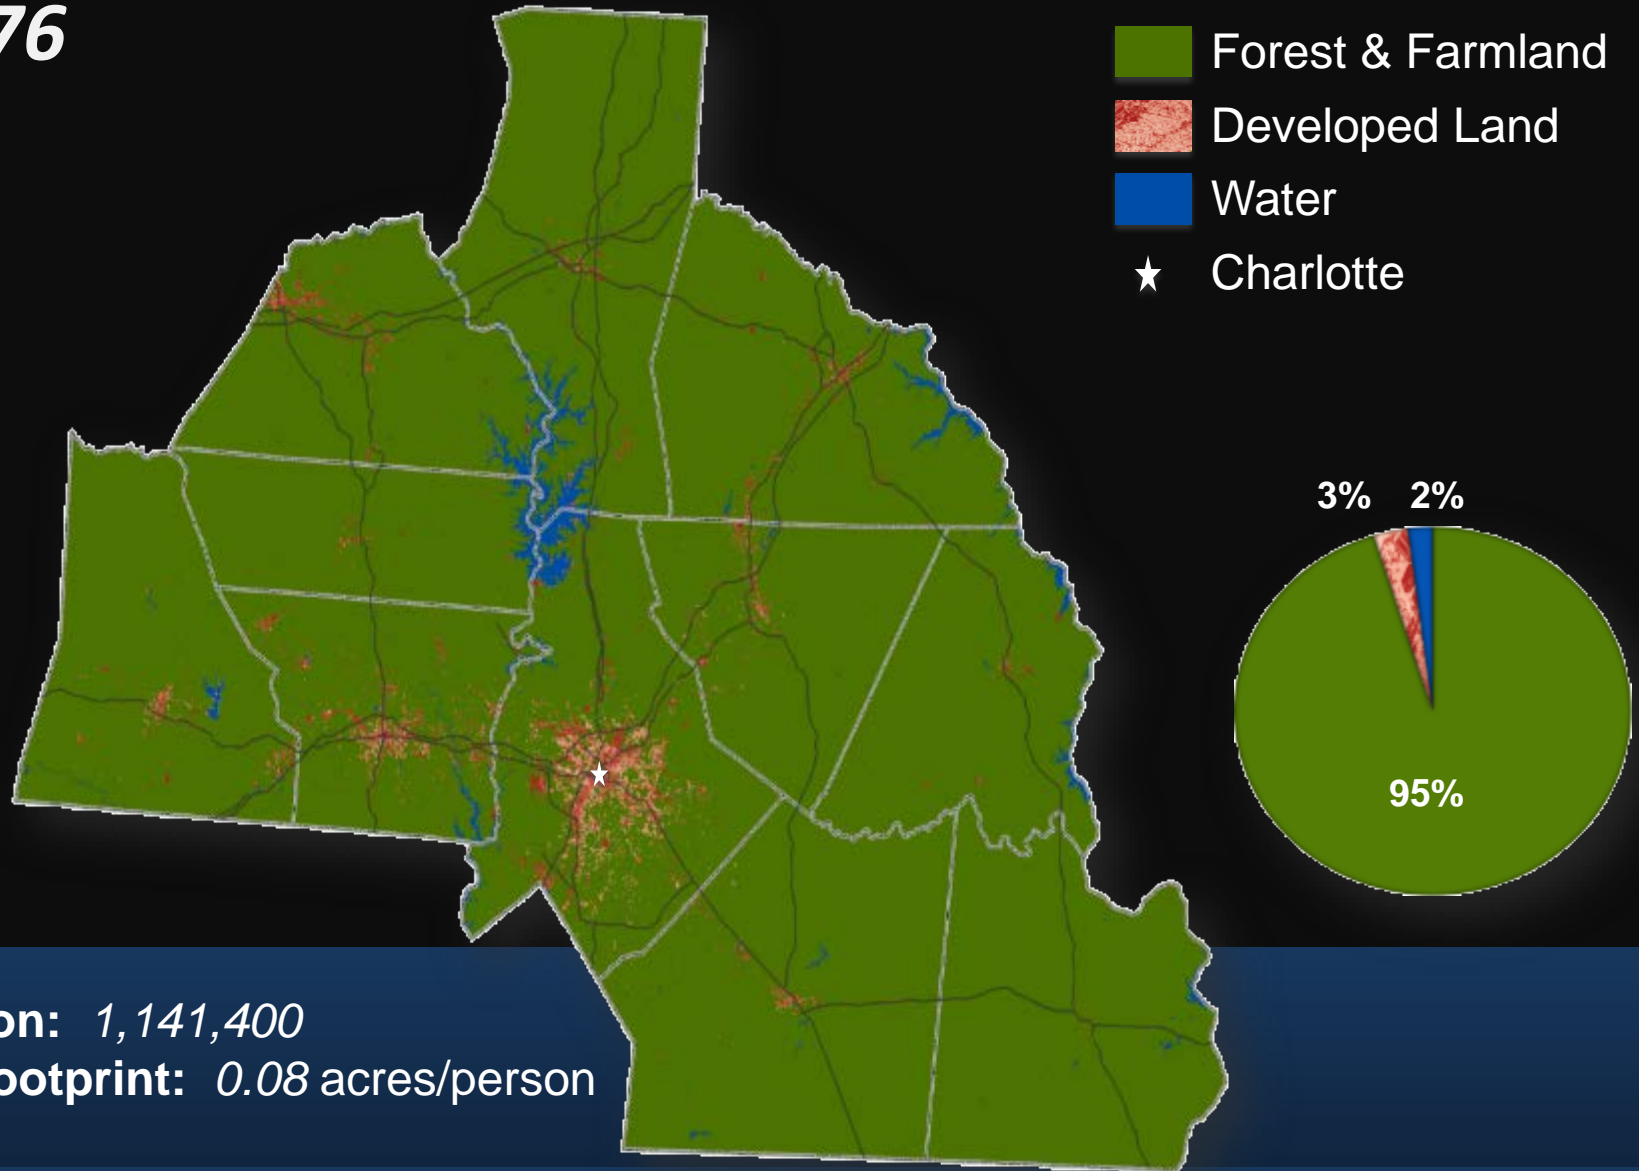 76
Forest & Farmland
Developed Land
Water
Charlotte
3% 2%
95%
on: 1,141,400
ootprint: 0.08 acres/person